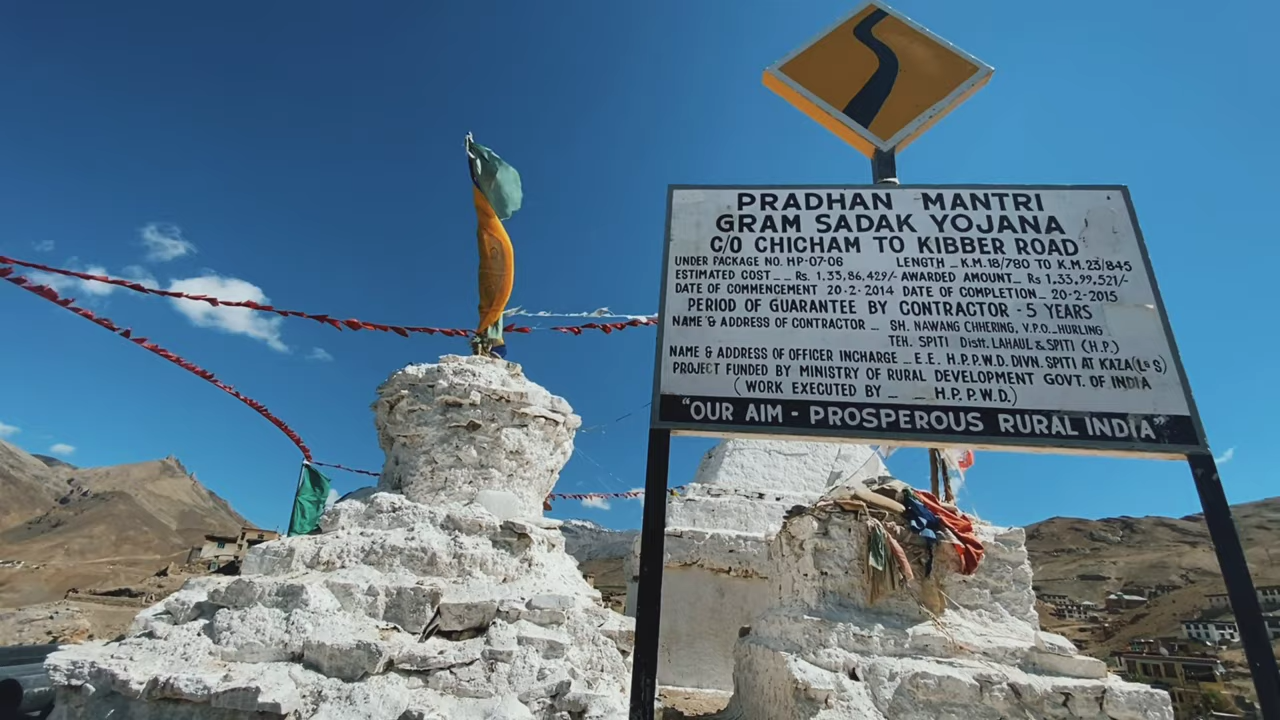 PRADHAN MANTRI
GRAM SADAK YOJANA
C/O CHICHAM TO KIBBER ROAD
UNDER PACKAGE NO. HP-07-06 LENGTH _ K.M.18/780 TO K.M.23/845
ESTIMATED COST _ _ Rs. 1,33,86,429/- AWARDED AMOUNT _ Rs 1,33,99,521/-
DATE OF COMMENCEMENT 20-2-2014 DATE OF COMPLETION _ 20-2-2015
PERIOD OF GUARANTEE BY CONTRACTOR - 5 YEARS
NAME & ADDRESS OF CONTRACTOR _ SH. NAWANG CHHERING, V.P.O. HURLING
TEH. SPITI Distt. LAHAUL & SPITI (H.P.)
NAME & ADDRESS OF OFFICER INCHARGE _ E.E. H.P.P.W.D. DIVN. SPITI AT KAZA (L&S)
PROJECT FUNDED BY MINISTRY OF RURAL DEVELOPMENT GOVT. OF INDIA
(WORK EXECUTED BY _ _ H.P.P.W.D.)
"OUR AIM - PROSPEROUS RURAL INDIA"